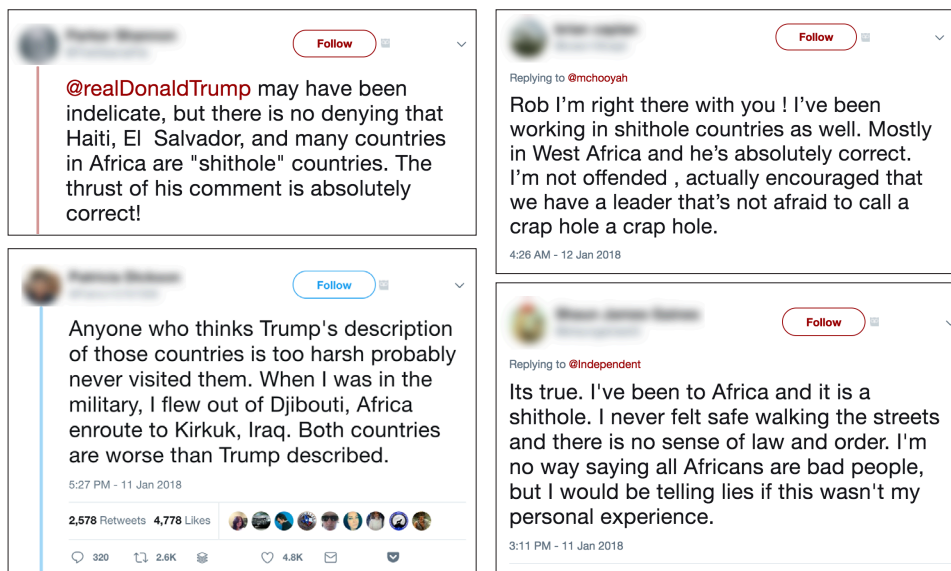 Follow
@realDonaldTrump may have been
indelicate, but there is no denying that
Haiti, El Salvador, and many countries
in Africa are "shithole" countries. The
thrust of his comment is absolutely
correct!
Follow
Anyone who thinks Trump's description
of those countries is too harsh probably
never visited them. When I was in the
military, I flew out of Djibouti, Africa
enroute to Kirkuk, Iraq. Both countries
are worse than Trump described.
5:27 PM - 11 Jan 2018
2,578 Retweets 4,778 Likes
320 2.6K 4.8K
Follow
Replying to @mchooyah
Rob I’m right there with you ! I’ve been
working in shithole countries as well. Mostly
in West Africa and he’s absolutely correct.
I’m not offended , actually encouraged that
we have a leader that’s not afraid to call a
crap hole a crap hole.
4:26 AM - 12 Jan 2018
Follow
Replying to @Independent
Its true. I've been to Africa and it is a
shithole. I never felt safe walking the streets
and there is no sense of law and order. I'm
no way saying all Africans are bad people,
but I would be telling lies if this wasn't my
personal experience.
3:11 PM - 11 Jan 2018